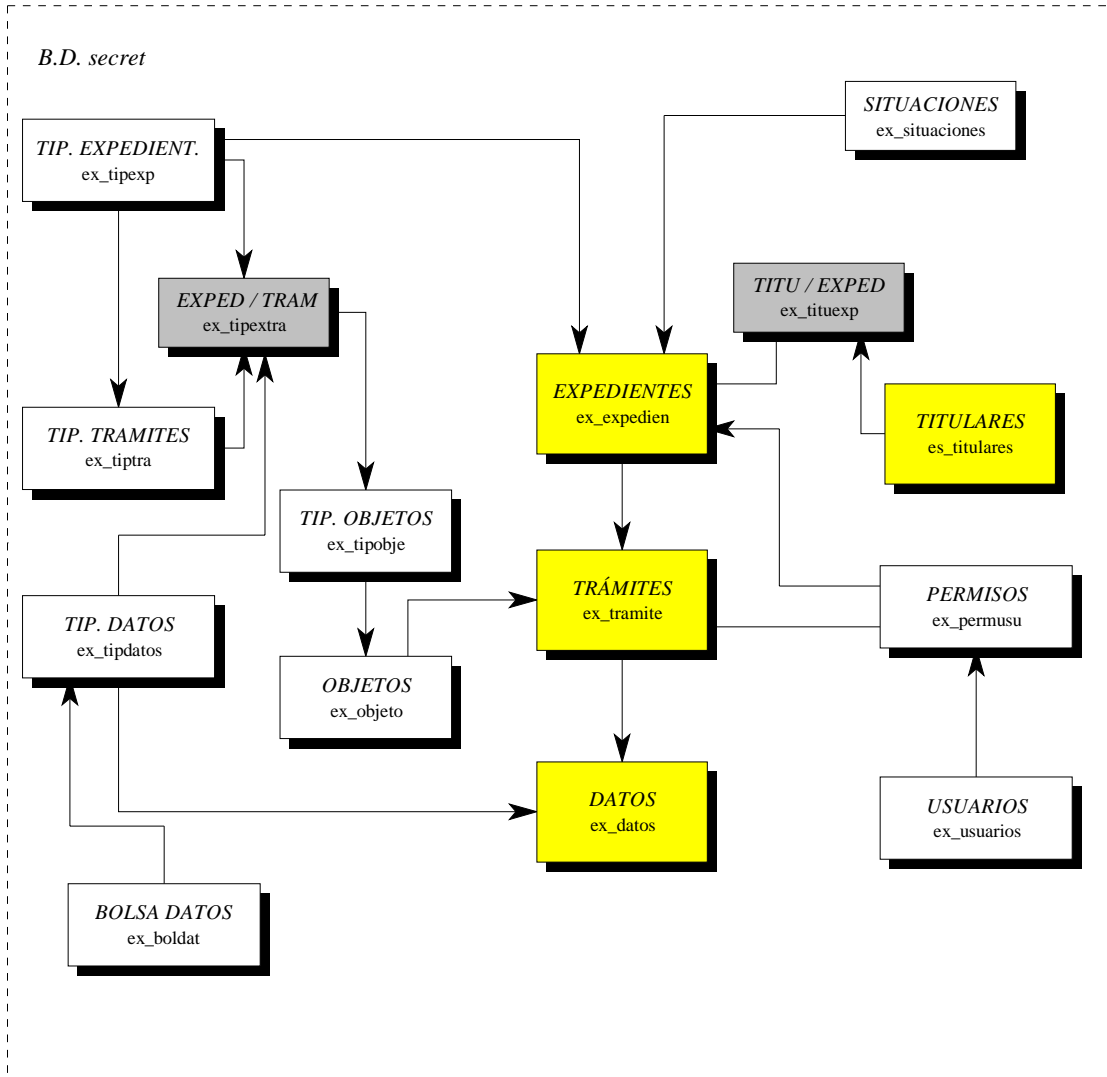 B.D. secret
SITUACIONES
ex_situaciones
TIP. EXPEDIENT.
ex_tipexp
EXPED / TRAM
ex_tipextra
TITU / EXPED
ex_tituexp
EXPEDIENTES
ex_expedien
TITULARES
es_titulares
TIP. TRAMITES
ex_tiptra
TIP. OBJETOS
ex_tipobje
TRÁMITES
ex_tramite
PERMISOS
ex_permusu
TIP. DATOS
ex_tipdatos
OBJETOS
ex_objeto
DATOS
ex_datos
USUARIOS
ex_usuarios
BOLSA DATOS
ex_boldat